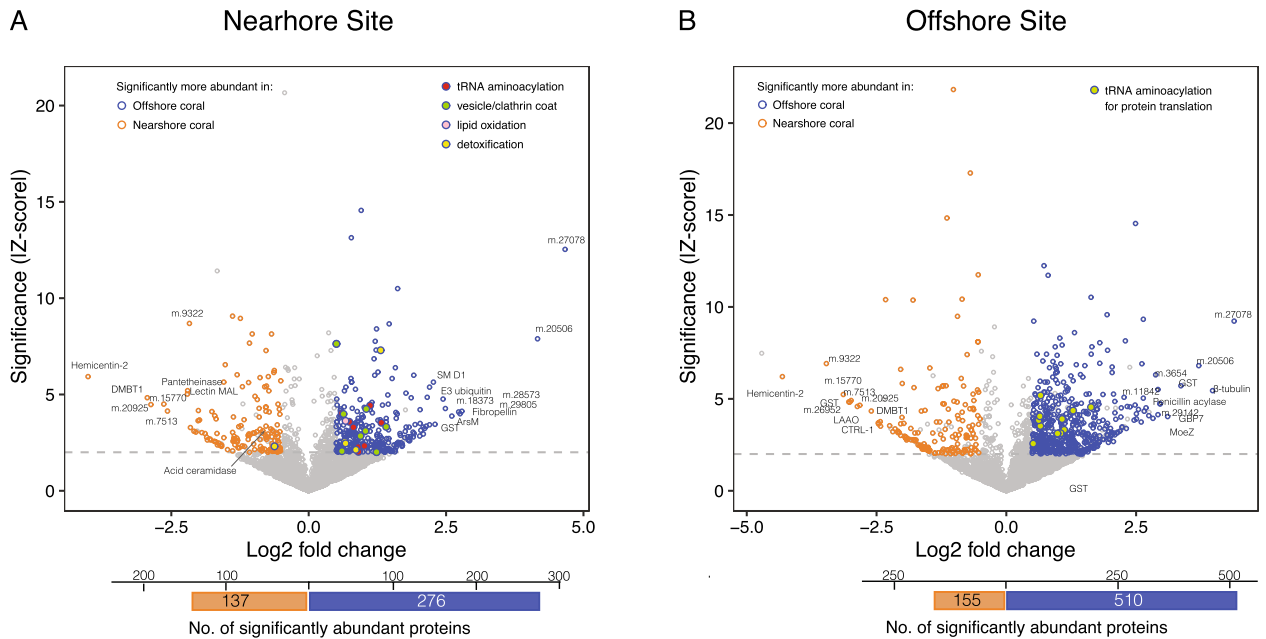 A
Nearhore Site
Significantly more abundant in:
Offshore coral
Nearshore coral
tRNA aminoacylation
vesicle/clathrin coat
lipid oxidation
detoxification
Significance (IZ-scoreI)
20
15
10
5
0
m.27078
m.20506
m.9322
Hemicentin-2
DMBT1
m.15770
m.20925
m.7513
Pantetheinase
Lectin MAL
Acid ceramidase
SM D1
E3 ubiquitin
m.18373
m.28573
m.29805
Fibropellin
ArsM
GST
−2.5
0.0
2.5
5.0
Log2 fold change
200
100
100
200
300
137
276
No. of significantly abundant proteins
B
Offshore Site
Significantly more abundant in:
Offshore coral
Nearshore coral
tRNA aminoacylation
for protein translation
Significance (IZ-scoreI)
20
15
10
5
0
m.27078
m.20506
m.9322
Hemicentin-2
m.15770
m.7513
GST
m.20925
m.26952
DMBT1
LAAO
CTRL-1
m.3654
GST
β-tubulin
m.11842
Penicillin acylase
m.29142
GBP7
MoeZ
GST
−5.0
−2.5
0.0
2.5
Log2 fold change
250
250
500
155
510
No. of significantly abundant proteins